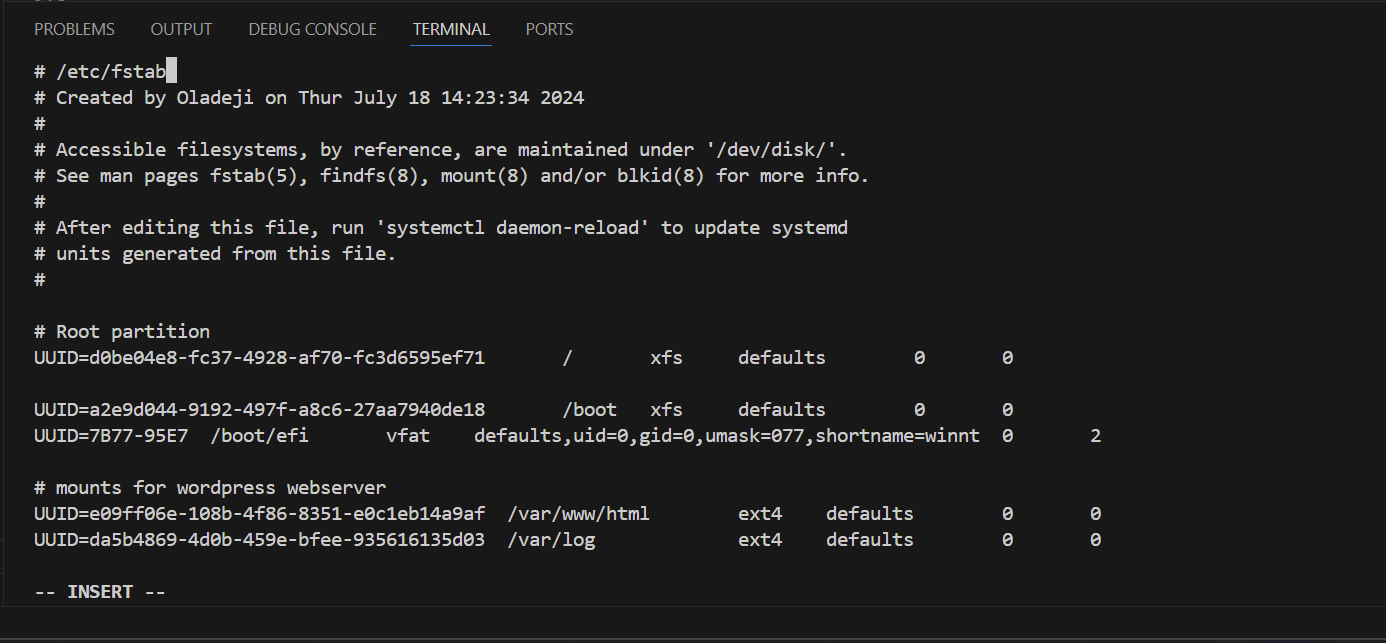 PROBLEMS OUTPUT DEBUG CONSOLE TERMINAL PORTS
# /etc/fstab
# Created by Oladeji on Thur July 18 14:23:34 2024
#
# Accessible filesystems, by reference, are maintained under '/dev/disk/'.
# See man pages fstab(5), findfs(8), mount(8) and/or blkid(8) for more info.
#
# After editing this file, run 'systemctl daemon-reload' to update systemd
# units generated from this file.
#
# Root partition
UUID=d0be04e8-fc37-4928-af70-fc3d6595ef71 / xfs defaults 0 0
UUID=a2e9d044-9192-497f-a8c6-27aa7940de18 /boot xfs defaults 0 0
UUID=7B77-95E7 /boot/efi vfat defaults,uid=0,gid=0,umask=077,shortname=winnt 0 2
# mounts for wordpress webserver
UUID=e09ff06e-108b-4f86-8351-e0c1eb14a9af /var/www/html ext4 defaults 0 0
UUID=da5b4869-4d0b-459e-bfee-935616135d03 /var/log ext4 defaults 0 0
-- INSERT --